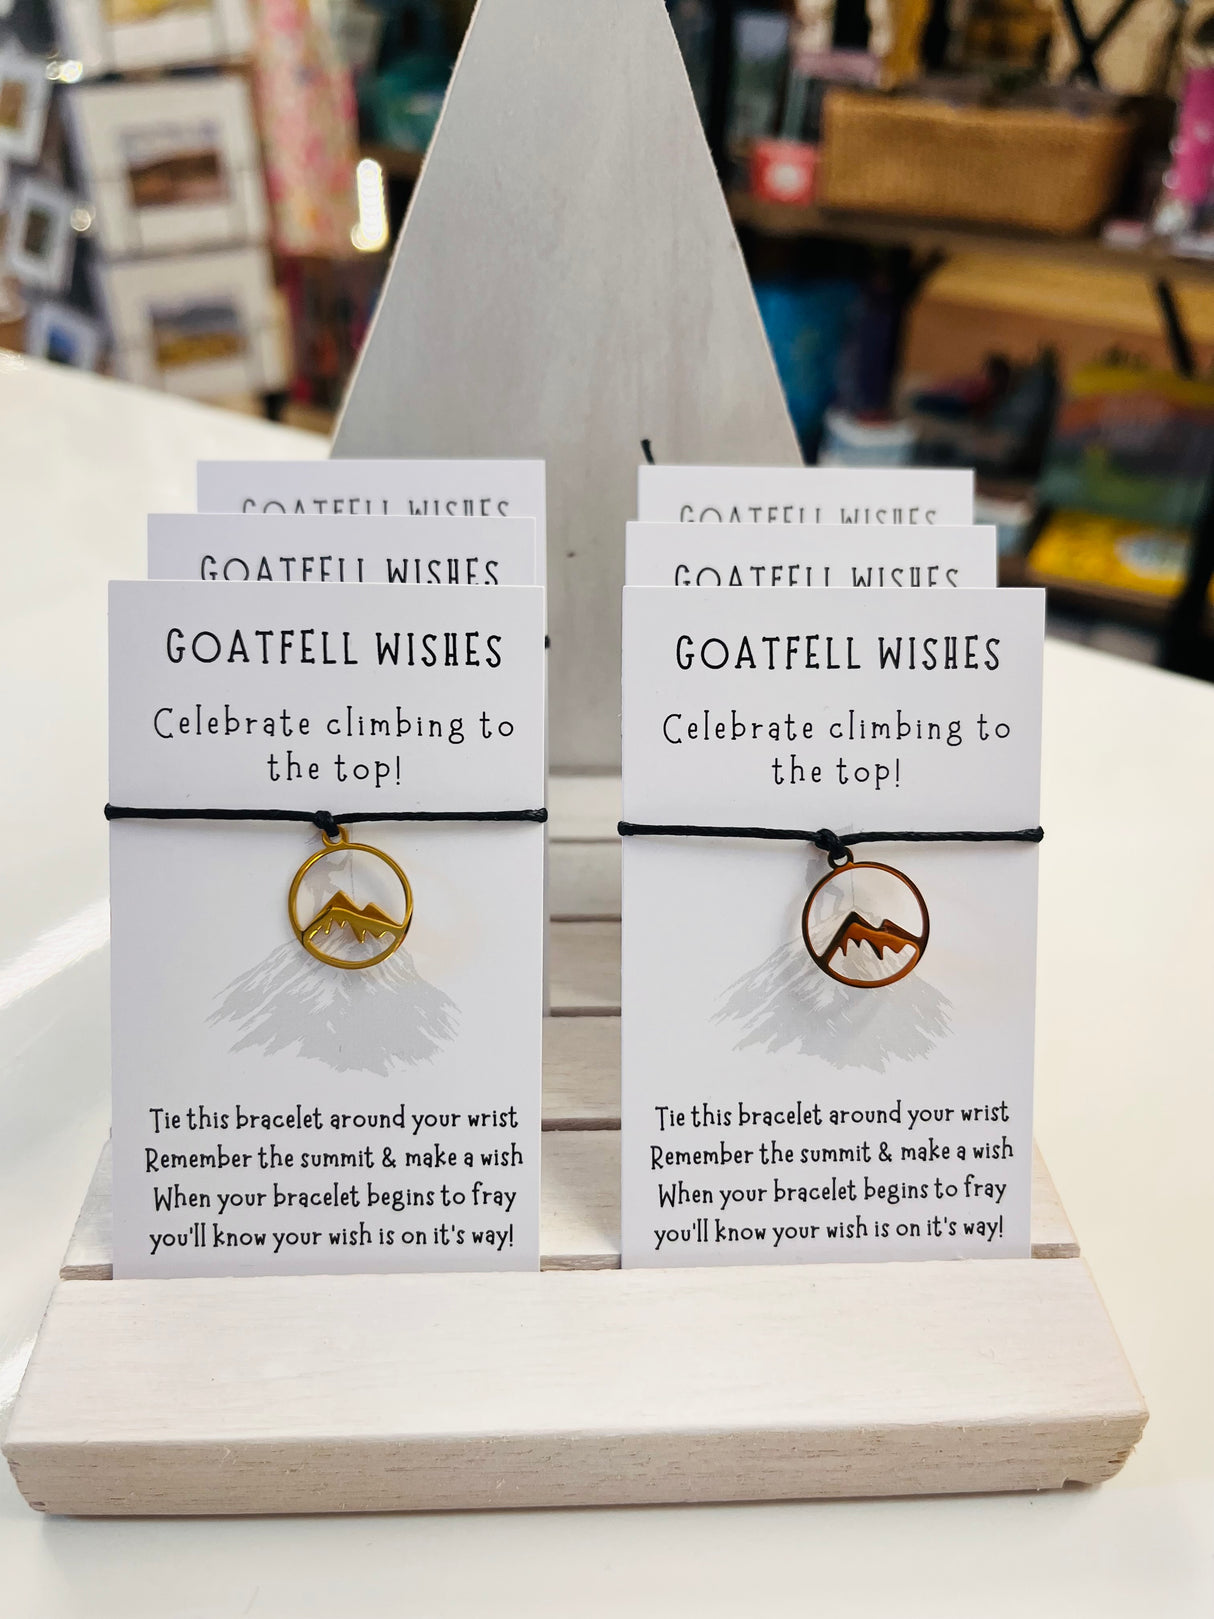 GOATFELL WISHES
GOATFELL WISHES
GOATFELL WISHES
Celebrate climbing to
the top!
Tie this bracelet around your wrist
Remember the summit & make a wish
When your bracelet begins to fray
you'll know your wish is on it's way!
GOATFELL WISHES
GOATFELL WISHES
GOATFELL WISHES
Celebrate climbing to
the top!
Tie this bracelet around your wrist
Remember the summit & make a wish
When your bracelet begins to fray
you'll know your wish is on it's way!